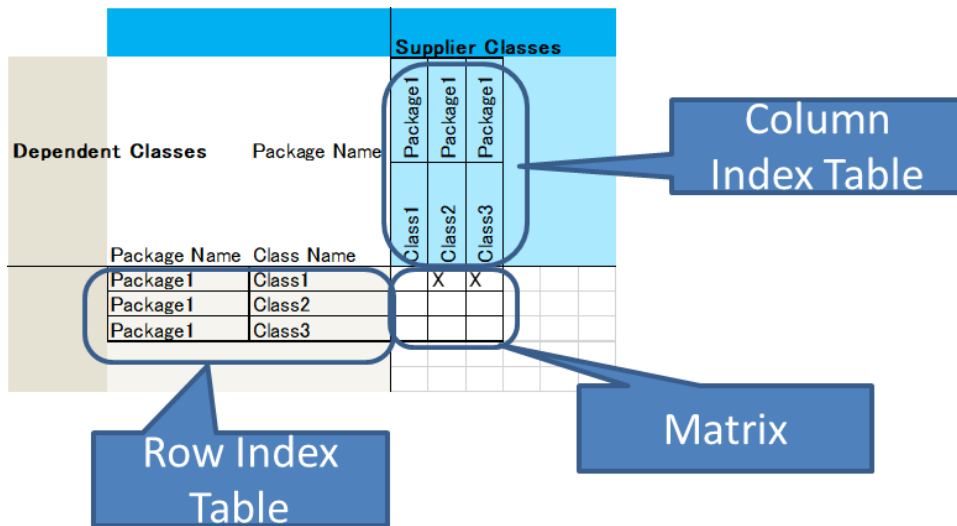 Supplier Classes
Package1 Package1 Package1
Dependent Classes Package Name
Class1 Class2 Class3
Package Name Class Name
Package1 Class1 X X
Package1 Class2
Package1 Class3
Column
Index Table
Matrix
Row Index
Table